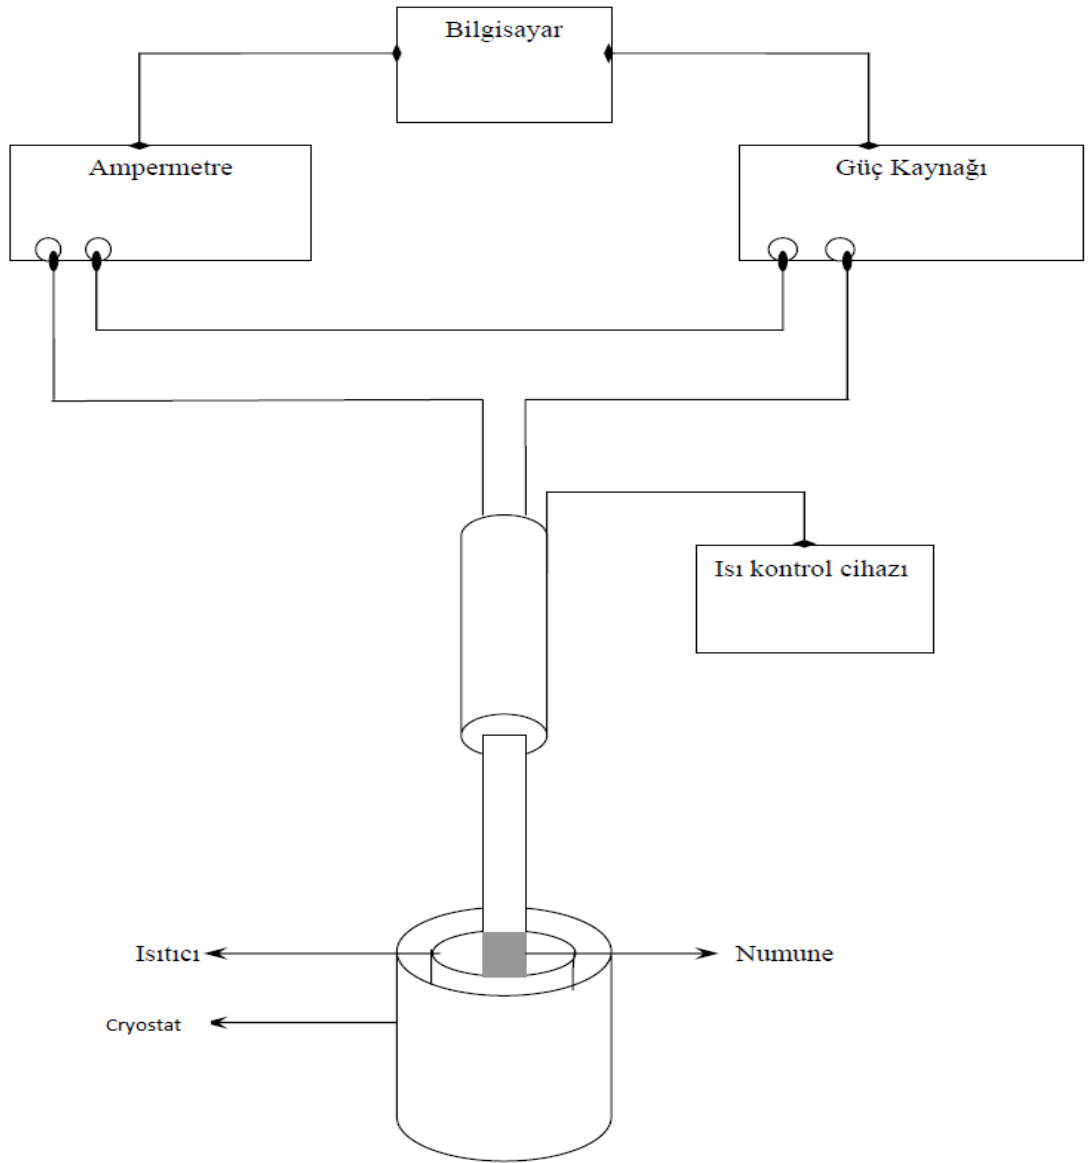 Bilgisayar
Ampermetre
Güç Kaynağı
Isı kontrol cihazı
Isıtıcı
Numune
Cryostat